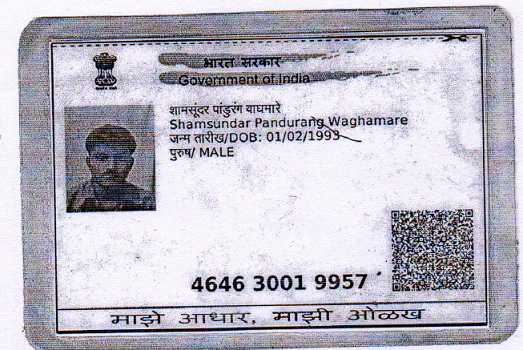 भारत सरकार
Government of India
शामसूंदर पांडुरंग वाघमारे
Shamsundar Pandurang Waghamare
जन्म तारीख/DOB: 01/02/1993
पुरुष/ MALE
4646 3001 9957
माझे आधार, माझी ओळख